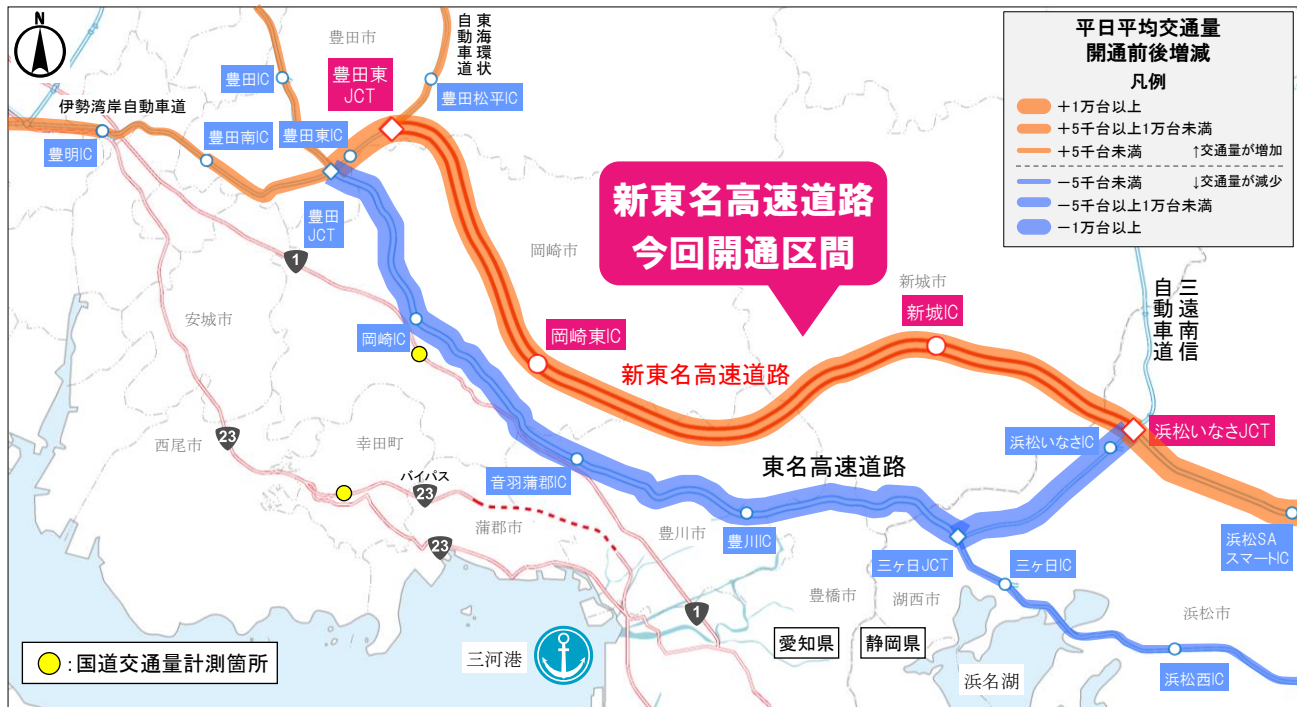 N
豊田市
東海環状
自動車道
平日平均交通量
開通前後増減
凡例
+1万台以上
+5千台以上1万台未満
+5千台未満
↑交通量が増加
-5千台未満
↓交通量が減少
-5千台以上1万台未満
-1万台以上
豊田IC
豊田東
JCT
豊田松平IC
伊勢湾岸自動車道
豊明IC
豊田南IC
豊田東IC
豊田
JCT
新東名高速道路
今回開通区間
岡崎市
新城市
三遠南信
自動車道
1
安城市
岡崎IC
岡崎東IC
新城IC
新東名高速道路
浜松いなさJCT
浜松いなさIC
23
西尾市
幸田町
バイパス
23
音羽蒲郡IC
東名高速道路
蒲郡市
23
豊川市
豊川IC
三ヶ日JCT
三ヶ日IC
浜松SA
スマートIC
豊橋市
湖西市
浜松市
1
愛知県
静岡県
:国道交通量計測箇所
三河港
浜名湖
浜松西IC